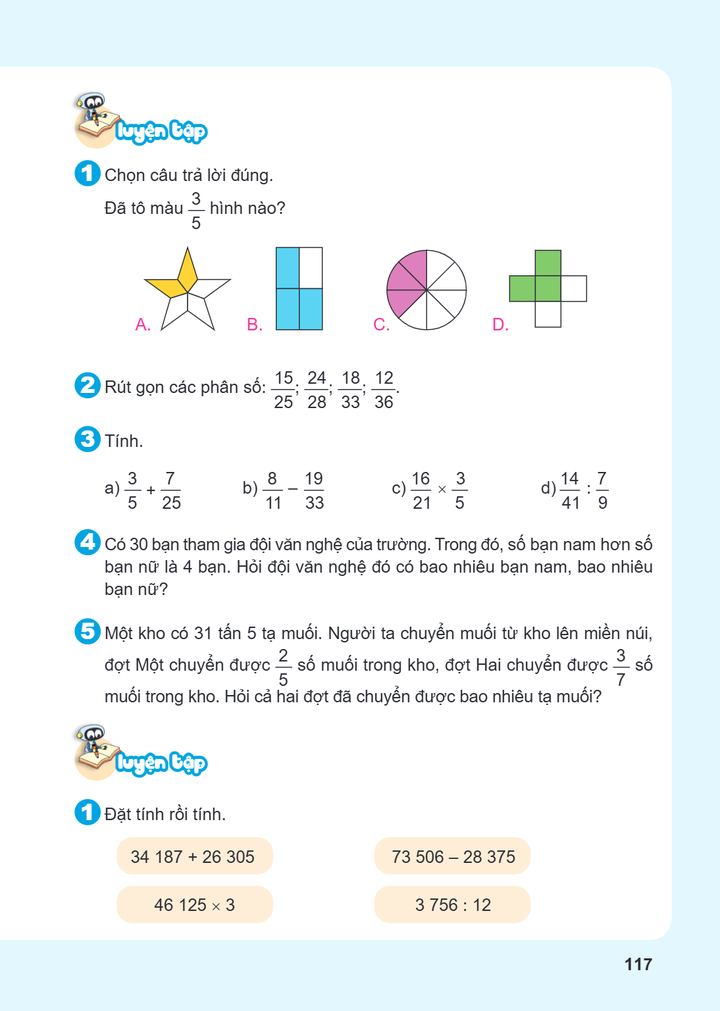 luyện tập
1 Chọn câu trả lời đúng.
Đã tô màu 3/5 hình nào?
A. B. C. D.
2 Rút gọn các phân số: 15/25; 24/28; 18/33; 12/36.
3 Tính.
a) 3/5 + 7/25 b) 8/11 – 19/33 c) 16/21 × 3/5 d) 14/41 : 7/9
4 Có 30 bạn tham gia đội văn nghệ của trường. Trong đó, số bạn nam hơn số
bạn nữ là 4 bạn. Hỏi đội văn nghệ đó có bao nhiêu bạn nam, bao nhiêu
bạn nữ?
5 Một kho có 31 tấn 5 tạ muối. Người ta chuyển muối từ kho lên miền núi,
đợt Một chuyển được 2/5 số muối trong kho, đợt Hai chuyển được 3/7 số
muối trong kho. Hỏi cả hai đợt đã chuyển được bao nhiêu tạ muối?
luyện tập
1 Đặt tính rồi tính.
34 187 + 26 305 73 506 – 28 375
46 125 × 3 3 756 : 12
117